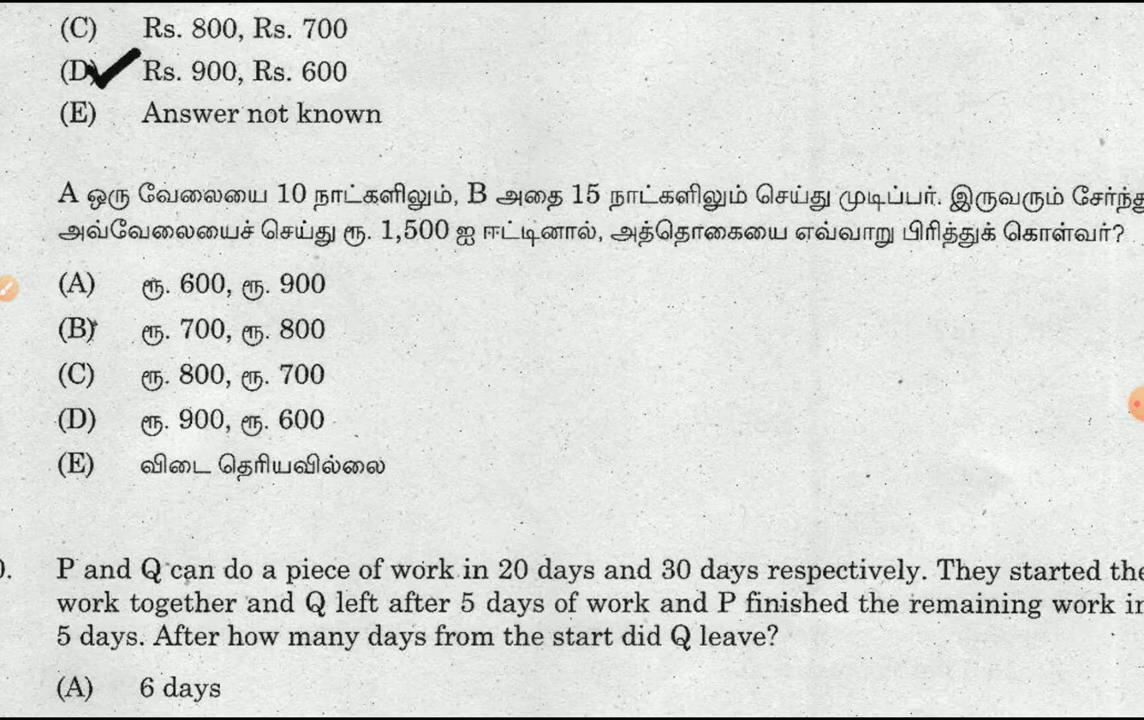 (C) Rs. 800, Rs. 700
(D) Rs. 900, Rs. 600
(E) Answer not known
A ஒரு வேலையை 10 நாட்களிலும், B அதை 15 நாட்களிலும் செய்து முடிப்பர். இருவரும் சேர்ந்து
அவ்வேலையைச் செய்து ரூ. 1,500 ஐ ஈட்டினால், அத்தொகையை எவ்வாறு பிரித்துக் கொள்வர்?
(A) ரூ. 600, ரூ. 900
(B) ரூ. 700, ரூ. 800
(C) ரூ. 800, ரூ. 700
(D) ரூ. 900, ரூ. 600
(E) விடை தெரியவில்லை
P and Q can do a piece of work in 20 days and 30 days respectively. They started the
work together and Q left after 5 days of work and P finished the remaining work in
5 days. After how many days from the start did Q leave?
(A) 6 days